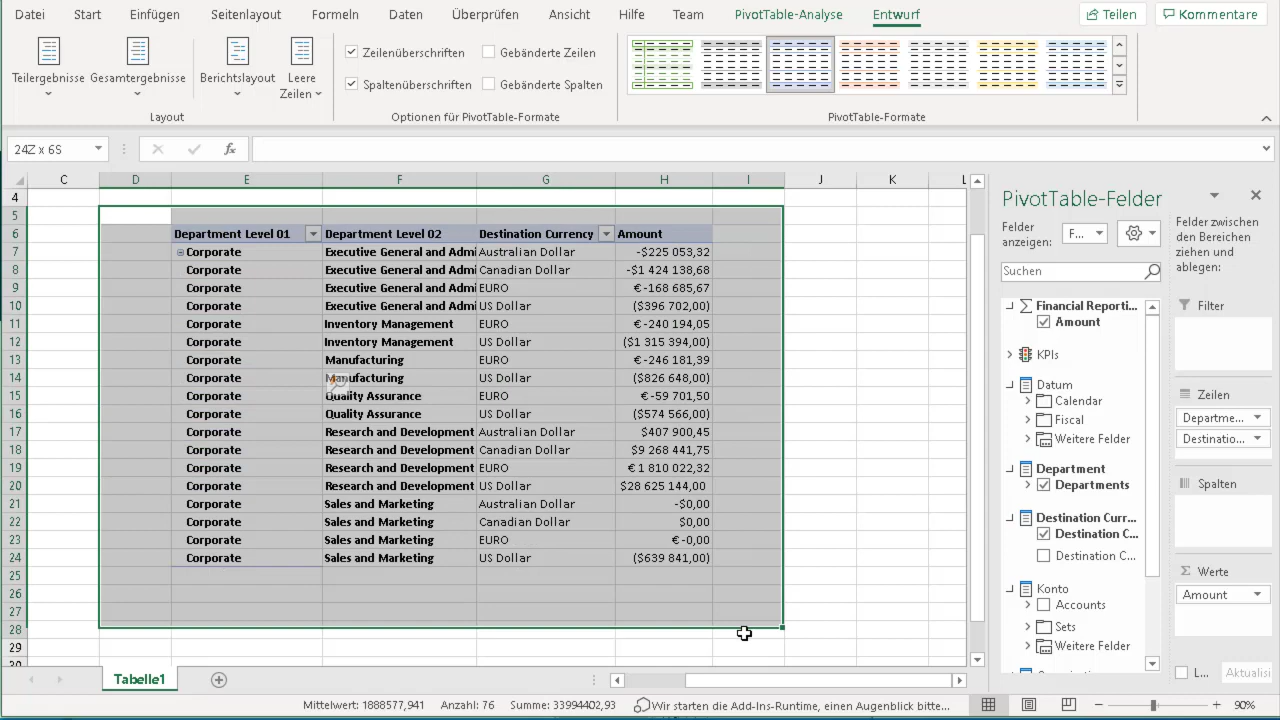 Datei Start Einfügen Seitenlayout Formeln Daten Überprüfen Ansicht Hilfe Team PivotTable-Analyse Entwurf Teilen Kommentare
Teilergebnisse Gesamtergebnisse Berichtslayout Leere Zeilen
Layout
Zeilenüberschriften Gebänderte Zeilen
Spaltenüberschriften Gebänderte Spalten
Optionen für PivotTable-Formate
PivotTable-Formate
24Z x 6S fx
C D E F G H I J K L
4
5
6 Department Level 01 Department Level 02 Destination Currency Amount
7 Corporate Executive General and Admi Australian Dollar -$225 053,32
8 Corporate Executive General and Admi Canadian Dollar -$1 424 138,68
9 Corporate Executive General and Admi EURO €-168 685,67
10 Corporate Executive General and Admi US Dollar ($396 702,00)
11 Corporate Inventory Management EURO €-240 194,05
12 Corporate Inventory Management US Dollar ($1 315 394,00)
13 Corporate Manufacturing EURO €-246 181,39
14 Corporate Manufacturing US Dollar ($826 648,00)
15 Corporate Quality Assurance EURO €-59 701,50
16 Corporate Quality Assurance US Dollar ($574 566,00)
17 Corporate Research and Development Australian Dollar $407 900,45
18 Corporate Research and Development Canadian Dollar $9 268 441,75
19 Corporate Research and Development EURO €1 810 022,32
20 Corporate Research and Development US Dollar $28 625 144,00
21 Corporate Sales and Marketing Australian Dollar -$0,00
22 Corporate Sales and Marketing Canadian Dollar $0,00
23 Corporate Sales and Marketing EURO €-0,00
24 Corporate Sales and Marketing US Dollar ($639 841,00)
25
26
27
28
29
30
PivotTable-Felder
Felder anzeigen: F...
Suchen
Financial Reporti...
Amount
KPIs
Datum
Calendar
Fiscal
Weitere Felder
Department
Departments
Destination Curr...
Destination C...
Destination C...
Konto
Accounts
Sets
Weitere Felder
Felder zwischen
den Bereichen
ziehen und
ablegen:
Filter
Zeilen
Departme...
Destinatio...
Spalten
Werte
Amount
L... Aktualisi
Tabelle1
Mittelwert: 1888577,941 Anzahl: 76 Summe: 33994402,93 Wir starten die Add-Ins-Runtime, einen Augenblick bitte... 90%